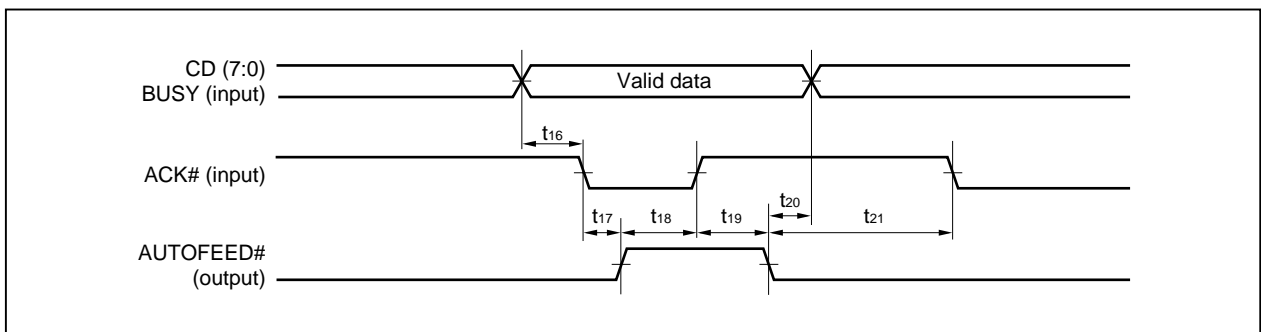 CD (7:0)
BUSY (input)
Valid data
t16
ACK# (input)
t17
t18
t19
t20
t21
AUTOFEED#
(output)